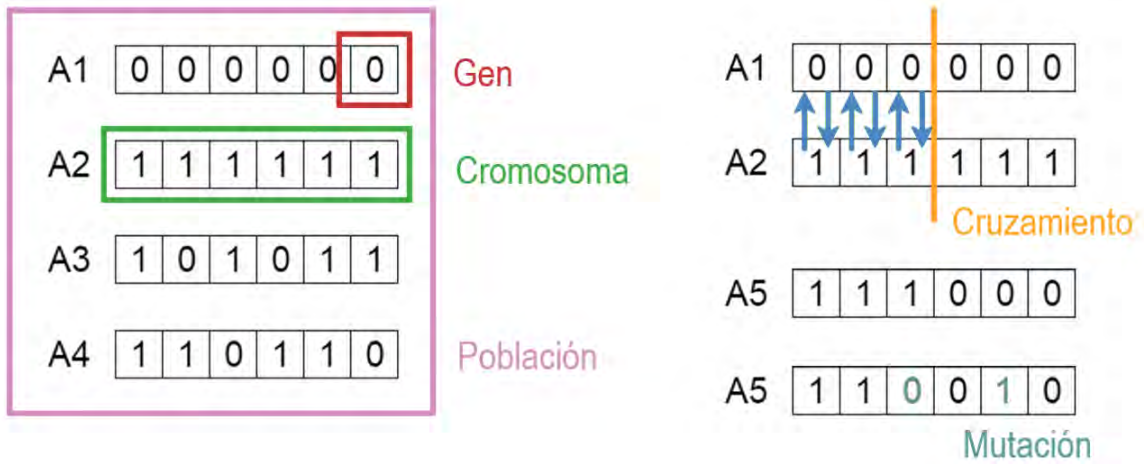 A1 0 0 0 0 0 0 Gen
A2 1 1 1 1 1 1 Cromosoma
A3 1 0 1 0 1 1
A4 1 1 0 1 1 0 Población
A1 0 0 0 0 0 0
A2 1 1 1 1 1 1
Cruzamiento
A5 1 1 1 0 0 0
A5 1 1 0 0 1 0
Mutación